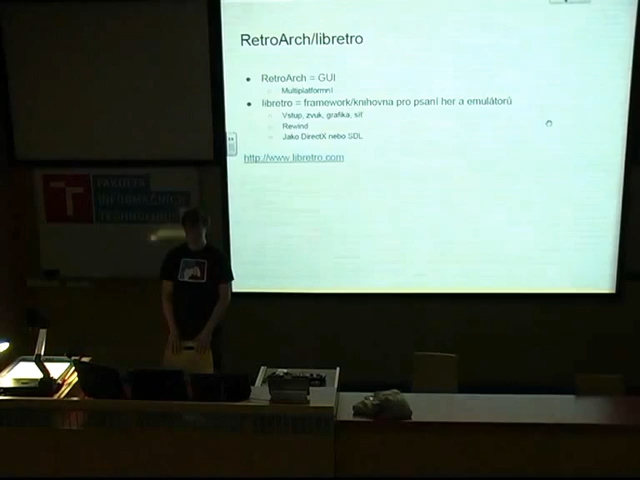 RetroArch/libretro
RetroArch = GUI
Multiplatformní
libretro = framework/knihovna pro psaní her a emulátorů
Vstup, zvuk, grafika, síť
Rewind
Jako DirectX nebo SDL
http://www.libretro.com
T
FAKULTA
INFORMAČNÍCH
TECHNOLOGIÍ